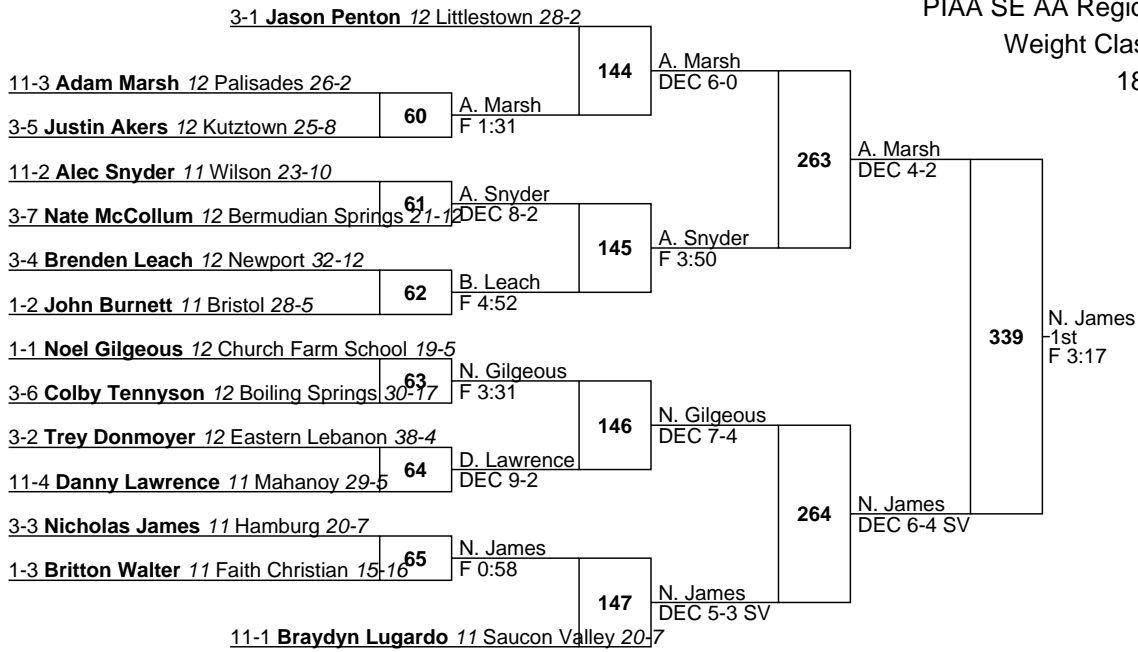 3-1 Jason Penton 12 Littlestown 28-2
PIAA SE AA Regio
Weight Clas
18
144
A. Marsh
DEC 6-0
11-3 Adam Marsh 12 Palisades 26-2
60
A. Marsh
F 1:31
3-5 Justin Akers 12 Kutztown 25-8
263
A. Marsh
DEC 4-2
11-2 Alec Snyder 11 Wilson 23-10
61
A. Snyder
DEC 8-2
3-7 Nate McCollum 12 Bermudian Springs 21-12
145
A. Snyder
F 3:50
3-4 Brenden Leach 12 Newport 32-12
62
B. Leach
F 4:52
1-2 John Burnett 11 Bristol 28-5
339
N. James
1st
F 3:17
1-1 Noel Gilgeous 12 Church Farm School 19-5
63
N. Gilgeous
F 3:31
3-6 Colby Tennyson 12 Boiling Springs 30-17
146
N. Gilgeous
DEC 7-4
3-2 Trey Donmoyer 12 Eastern Lebanon 38-4
64
D. Lawrence
DEC 9-2
11-4 Danny Lawrence 11 Mahanoy 29-5
264
N. James
DEC 6-4 SV
3-3 Nicholas James 11 Hamburg 20-7
65
N. James
F 0:58
1-3 Britton Walter 11 Faith Christian 15-16
147
N. James
DEC 5-3 SV
11-1 Braydyn Lugardo 11 Saucon Valley 20-7